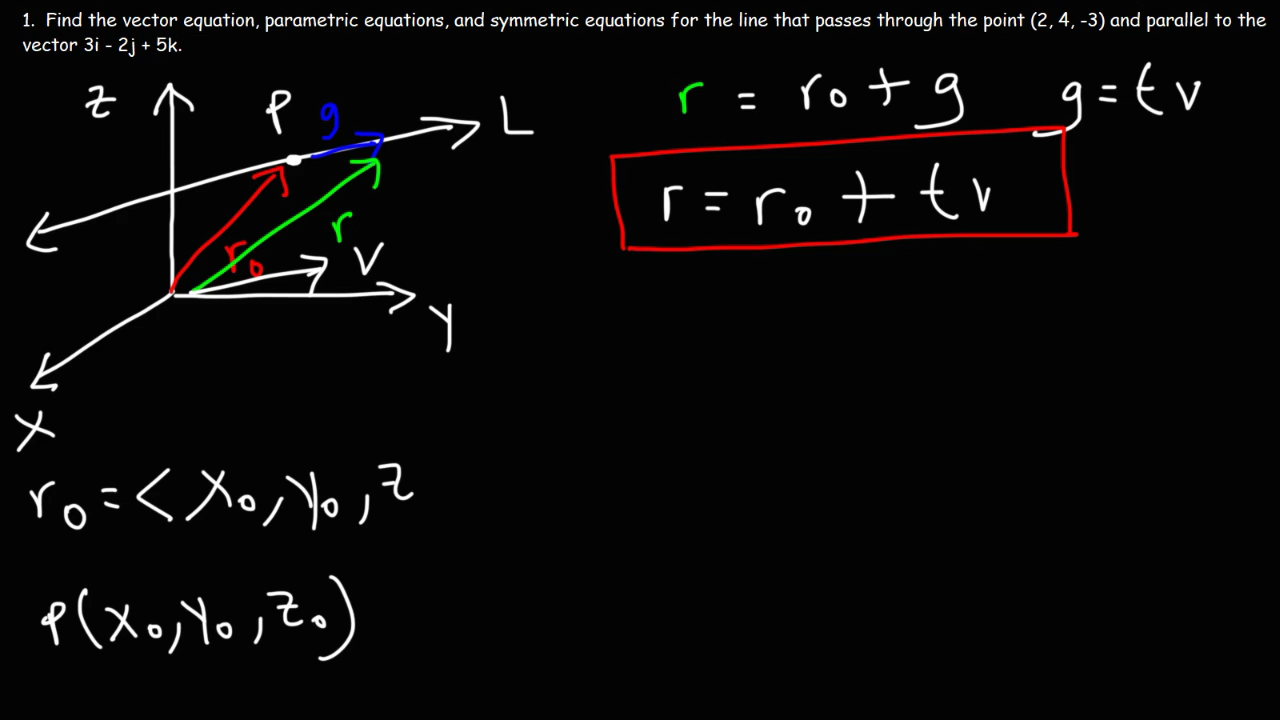 1. Find the vector equation, parametric equations, and symmetric equations for the line that passes through the point (2, 4, -3) and parallel to the
vector 3i - 2j + 5k.
r = r₀ + g g = tv
z P g L
r = r₀ + tv
r
r₀ v
y
x
r₀ = < x₀, y₀, z
P(x₀, y₀, z₀)